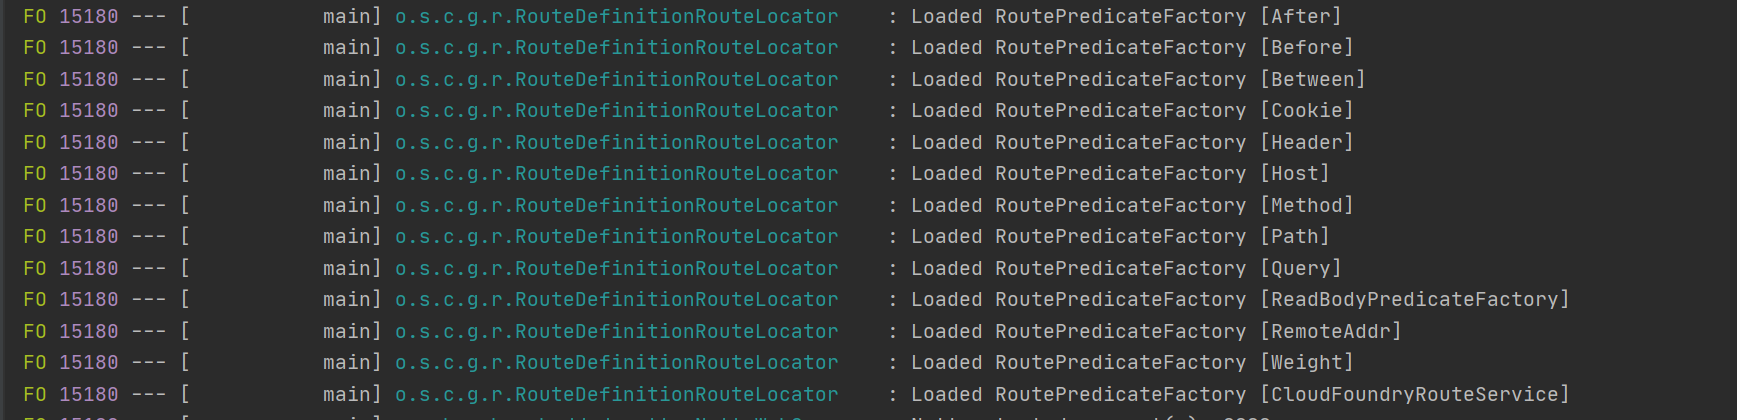 FO 15180 --- [           main] o.s.c.g.r.RouteDefinitionRouteLocator    : Loaded RoutePredicateFactory [After]
FO 15180 --- [           main] o.s.c.g.r.RouteDefinitionRouteLocator    : Loaded RoutePredicateFactory [Before]
FO 15180 --- [           main] o.s.c.g.r.RouteDefinitionRouteLocator    : Loaded RoutePredicateFactory [Between]
FO 15180 --- [           main] o.s.c.g.r.RouteDefinitionRouteLocator    : Loaded RoutePredicateFactory [Cookie]
FO 15180 --- [           main] o.s.c.g.r.RouteDefinitionRouteLocator    : Loaded RoutePredicateFactory [Header]
FO 15180 --- [           main] o.s.c.g.r.RouteDefinitionRouteLocator    : Loaded RoutePredicateFactory [Host]
FO 15180 --- [           main] o.s.c.g.r.RouteDefinitionRouteLocator    : Loaded RoutePredicateFactory [Method]
FO 15180 --- [           main] o.s.c.g.r.RouteDefinitionRouteLocator    : Loaded RoutePredicateFactory [Path]
FO 15180 --- [           main] o.s.c.g.r.RouteDefinitionRouteLocator    : Loaded RoutePredicateFactory [Query]
FO 15180 --- [           main] o.s.c.g.r.RouteDefinitionRouteLocator    : Loaded RoutePredicateFactory [ReadBodyPredicateFactory]
FO 15180 --- [           main] o.s.c.g.r.RouteDefinitionRouteLocator    : Loaded RoutePredicateFactory [RemoteAddr]
FO 15180 --- [           main] o.s.c.g.r.RouteDefinitionRouteLocator    : Loaded RoutePredicateFactory [Weight]
FO 15180 --- [           main] o.s.c.g.r.RouteDefinitionRouteLocator    : Loaded RoutePredicateFactory [CloudFoundryRouteService]
FO 15180 --- [           main]